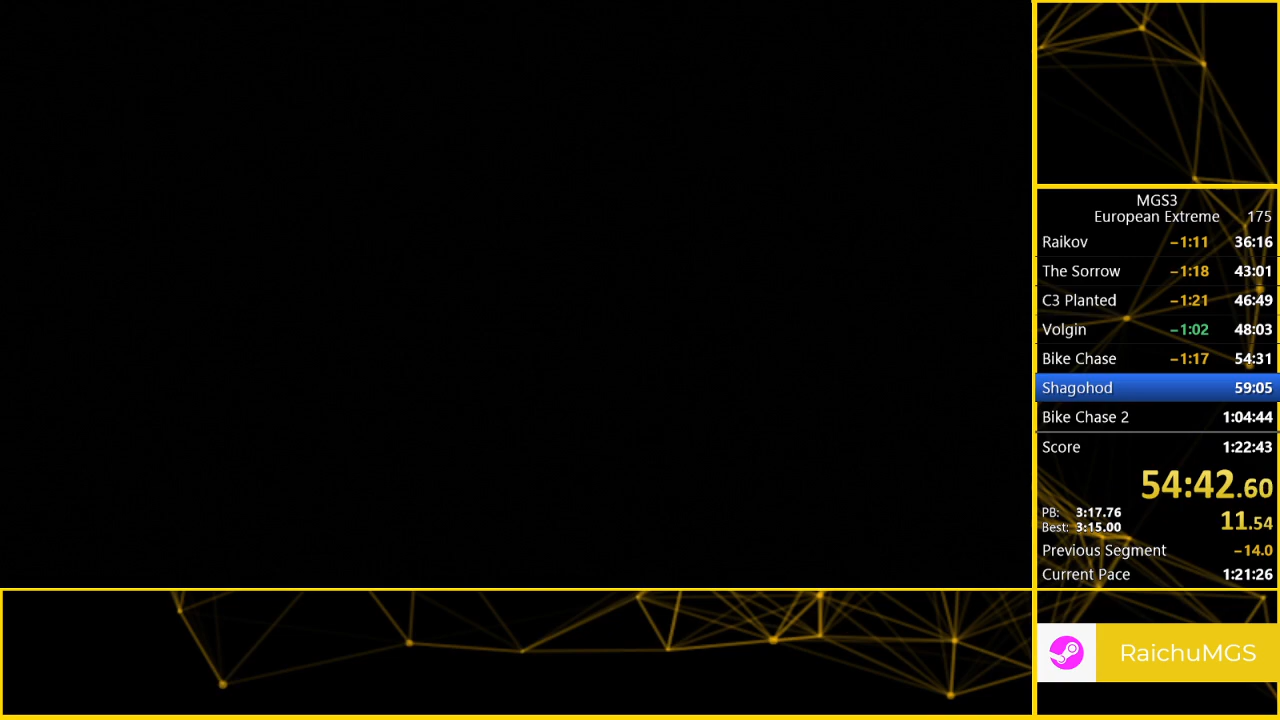 MGS3
European Extreme 175
Raikov −1:11 36:16
The Sorrow −1:18 43:01
C3 Planted −1:21 46:49
Volgin −1:02 48:03
Bike Chase −1:17 54:31
Shagohod 59:05
Bike Chase 2 1:04:44
Score 1:22:43
54:42.60
PB: 3:17.76
Best: 3:15.00
11.54
Previous Segment −14.0
Current Pace 1:21:26
RaichuMGS